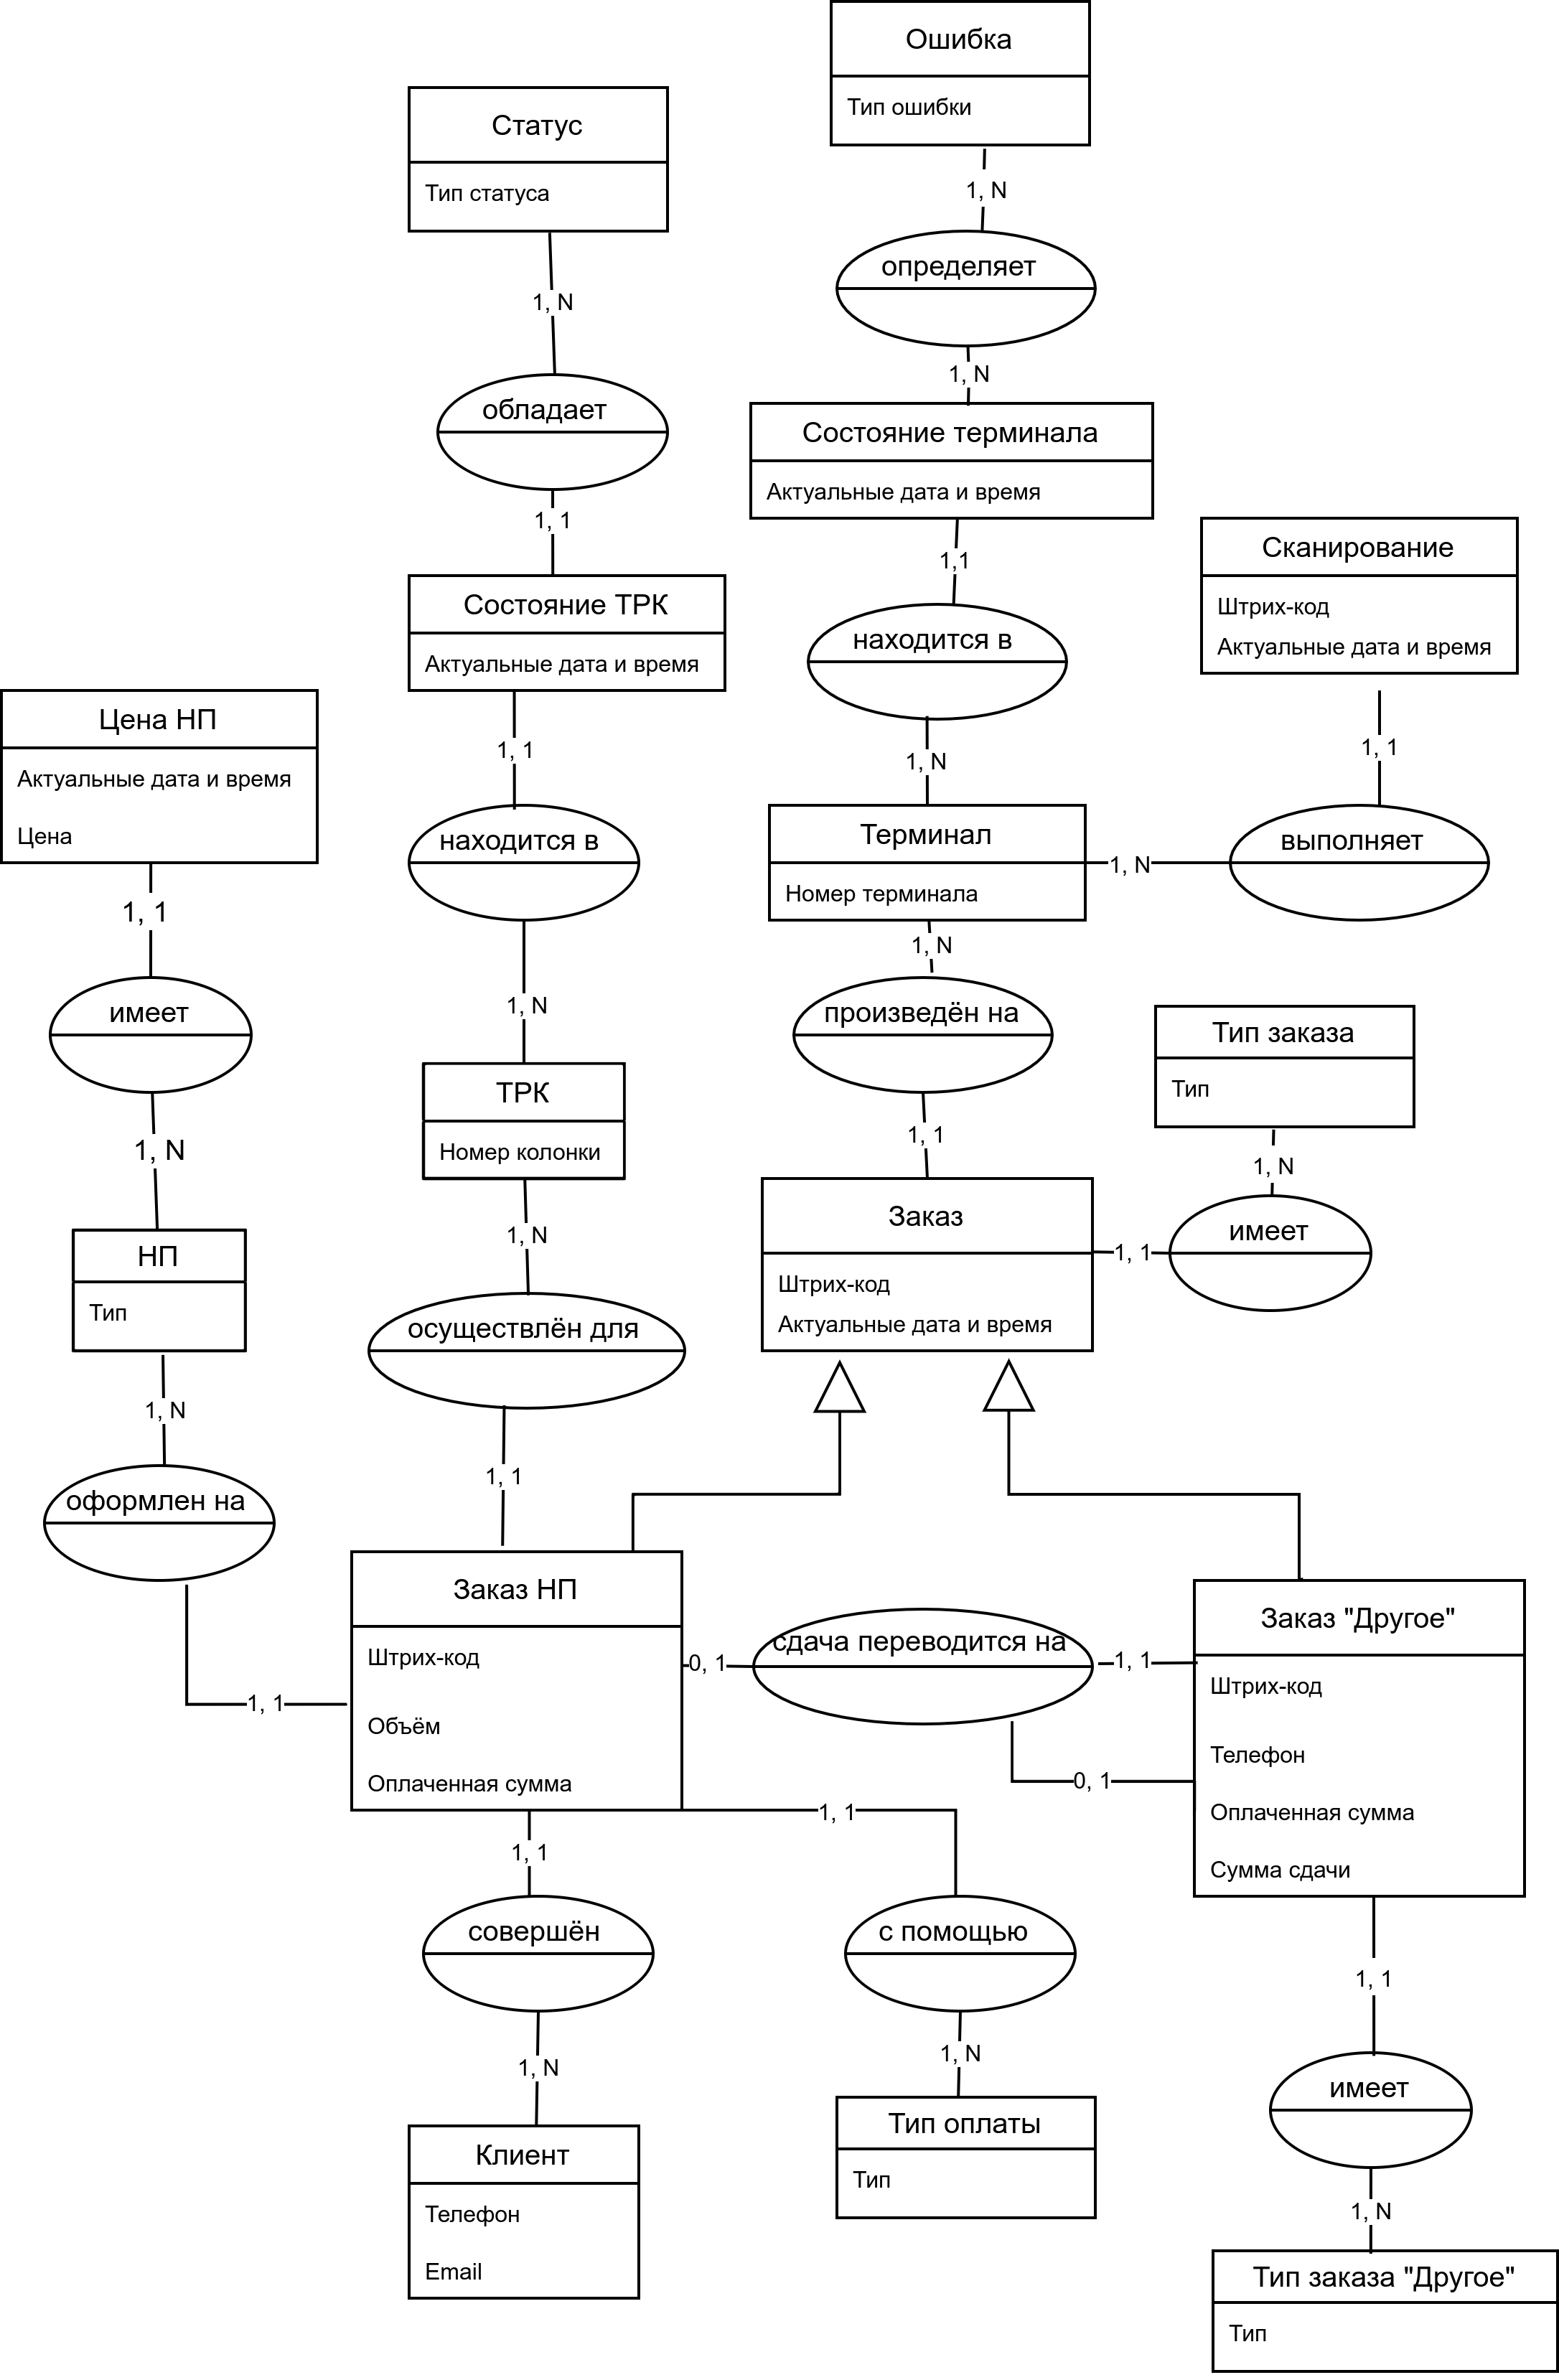 Ошибка
Тип ошибки
Статус
Тип статуса
1, N
определяет
1, N
обладает
1, N
Состояние терминала
Актуальные дата и время
1, 1
1,1
Сканирование
Штрих-код
Актуальные дата и время
Состояние ТРК
Актуальные дата и время
находится в
Цена НП
Актуальные дата и время
Цена
1, 1
1, 1
1, N
Терминал
Номер терминала
находится в
1, N
выполняет
1, 1
1, N
имеет
1, N
произведён на
Тип заказа
Тип
ТРК
Номер колонки
1, 1
1, N
1, N
Заказ
Штрих-код
Актуальные дата и время
1, N
1, 1
имеет
НП
Тип
осуществлён для
1, N
1, 1
оформлен на
Заказ НП
Штрих-код
Объём
Оплаченная сумма
1, 1
0, 1
сдача переводится на
1, 1
0, 1
Заказ "Другое"
Штрих-код
Телефон
Оплаченная сумма
Сумма сдачи
1, 1
1, 1
совершён
с помощью
1, 1
1, N
1, N
имеет
Клиент
Телефон
Email
Тип оплаты
Тип
1, N
Тип заказа "Другое"
Тип